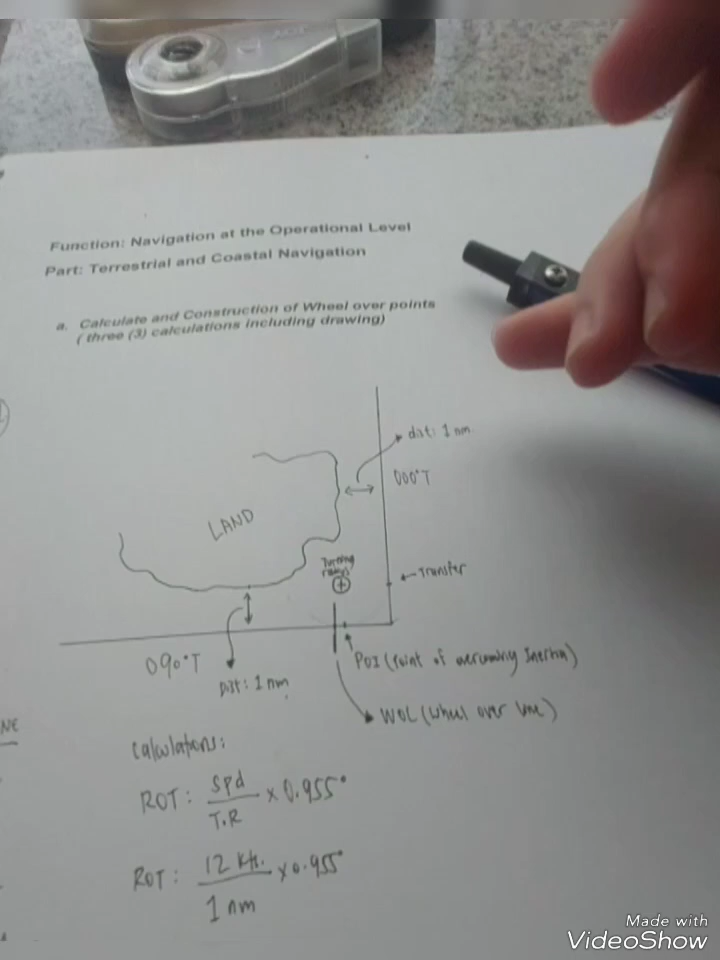 Function: Navigation at the Operational Level
Part: Terrestrial and Coastal Navigation
a. Calculate and Construction of Wheel over points
( three (3) calculations including drawing)
dist: 1 nm.
000°T
LAND
Turning
radius
Transfer
090°T
Dist: 1 nm
POI (Point of overcoming Inertia)
WOL (wheel over line)
NE
Calculations:
ROT: Spd / T.R × 0.955°
ROT: 12 kts. / 1 nm × 0.955°
Made with
VideoShow